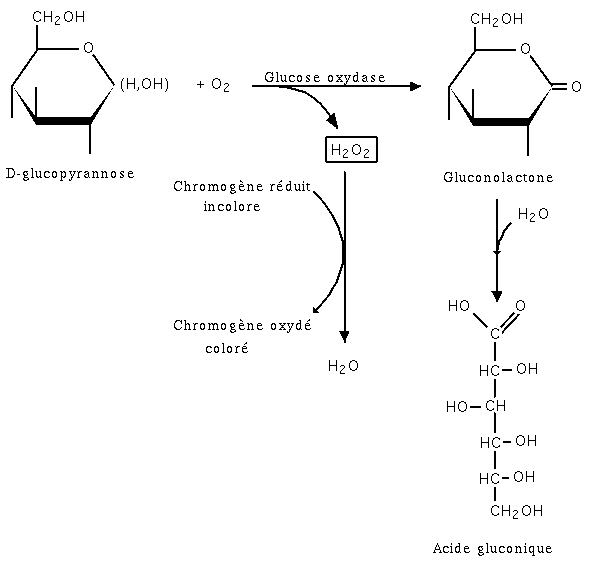 CH₂OH
O
(H,OH)
+ O₂
Glucose oxydase
CH₂OH
O
O
H₂O₂
D-glucopyrannose
Gluconolactone
Chromogène réduit
incolore
H₂O
Chromogène oxydé
coloré
H₂O
HO
O
C
HC-OH
HO-CH
HC-OH
HC-OH
CH₂OH
Acide gluconique